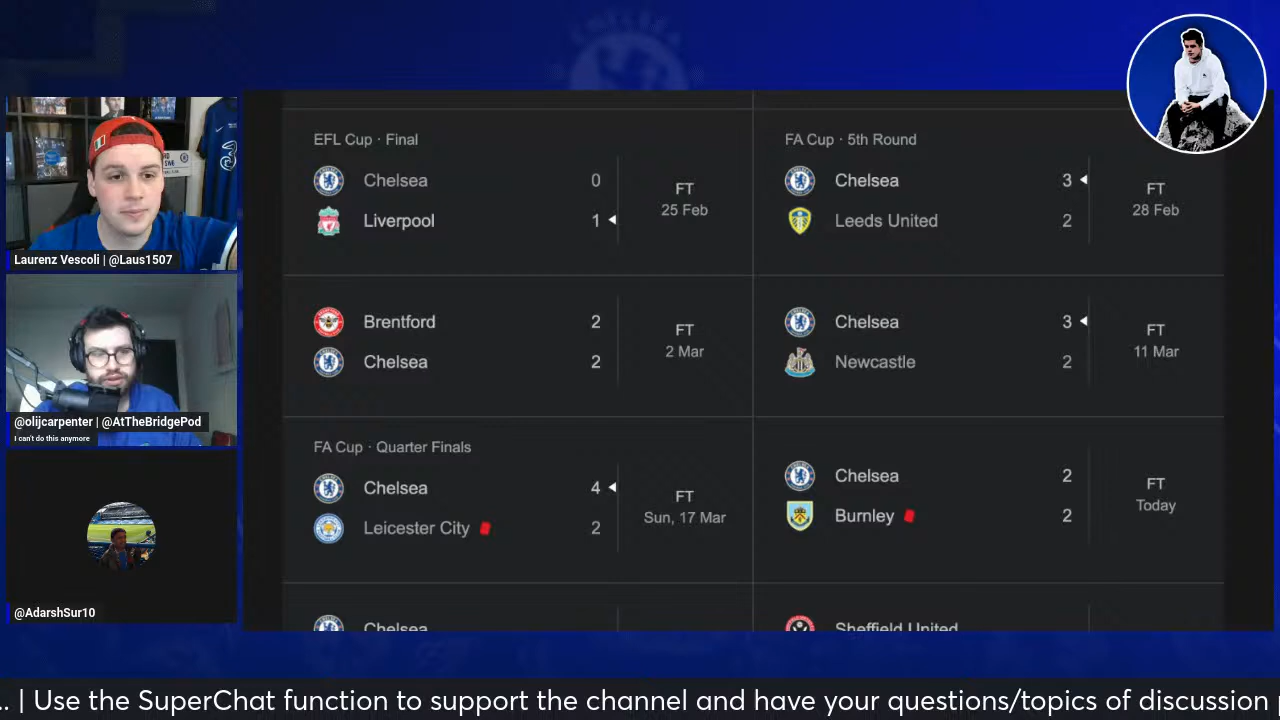 EFL Cup · Final
Chelsea 0
Liverpool 1
FT
25 Feb
FA Cup · 5th Round
Chelsea 3
Leeds United 2
FT
28 Feb
Brentford 2
Chelsea 2
FT
2 Mar
Chelsea 3
Newcastle 2
FT
11 Mar
FA Cup · Quarter Finals
Chelsea 4
Leicester City 2
FT
Sun, 17 Mar
Chelsea 2
Burnley 2
FT
Today
Chelsea
Sheffield United
Laurenz Vescoli | @Laus1507
@olijcarpenter | @AtTheBridgePod
I can't do this anymore
@AdarshSur10
.. | Use the SuperChat function to support the channel and have your questions/topics of discussion